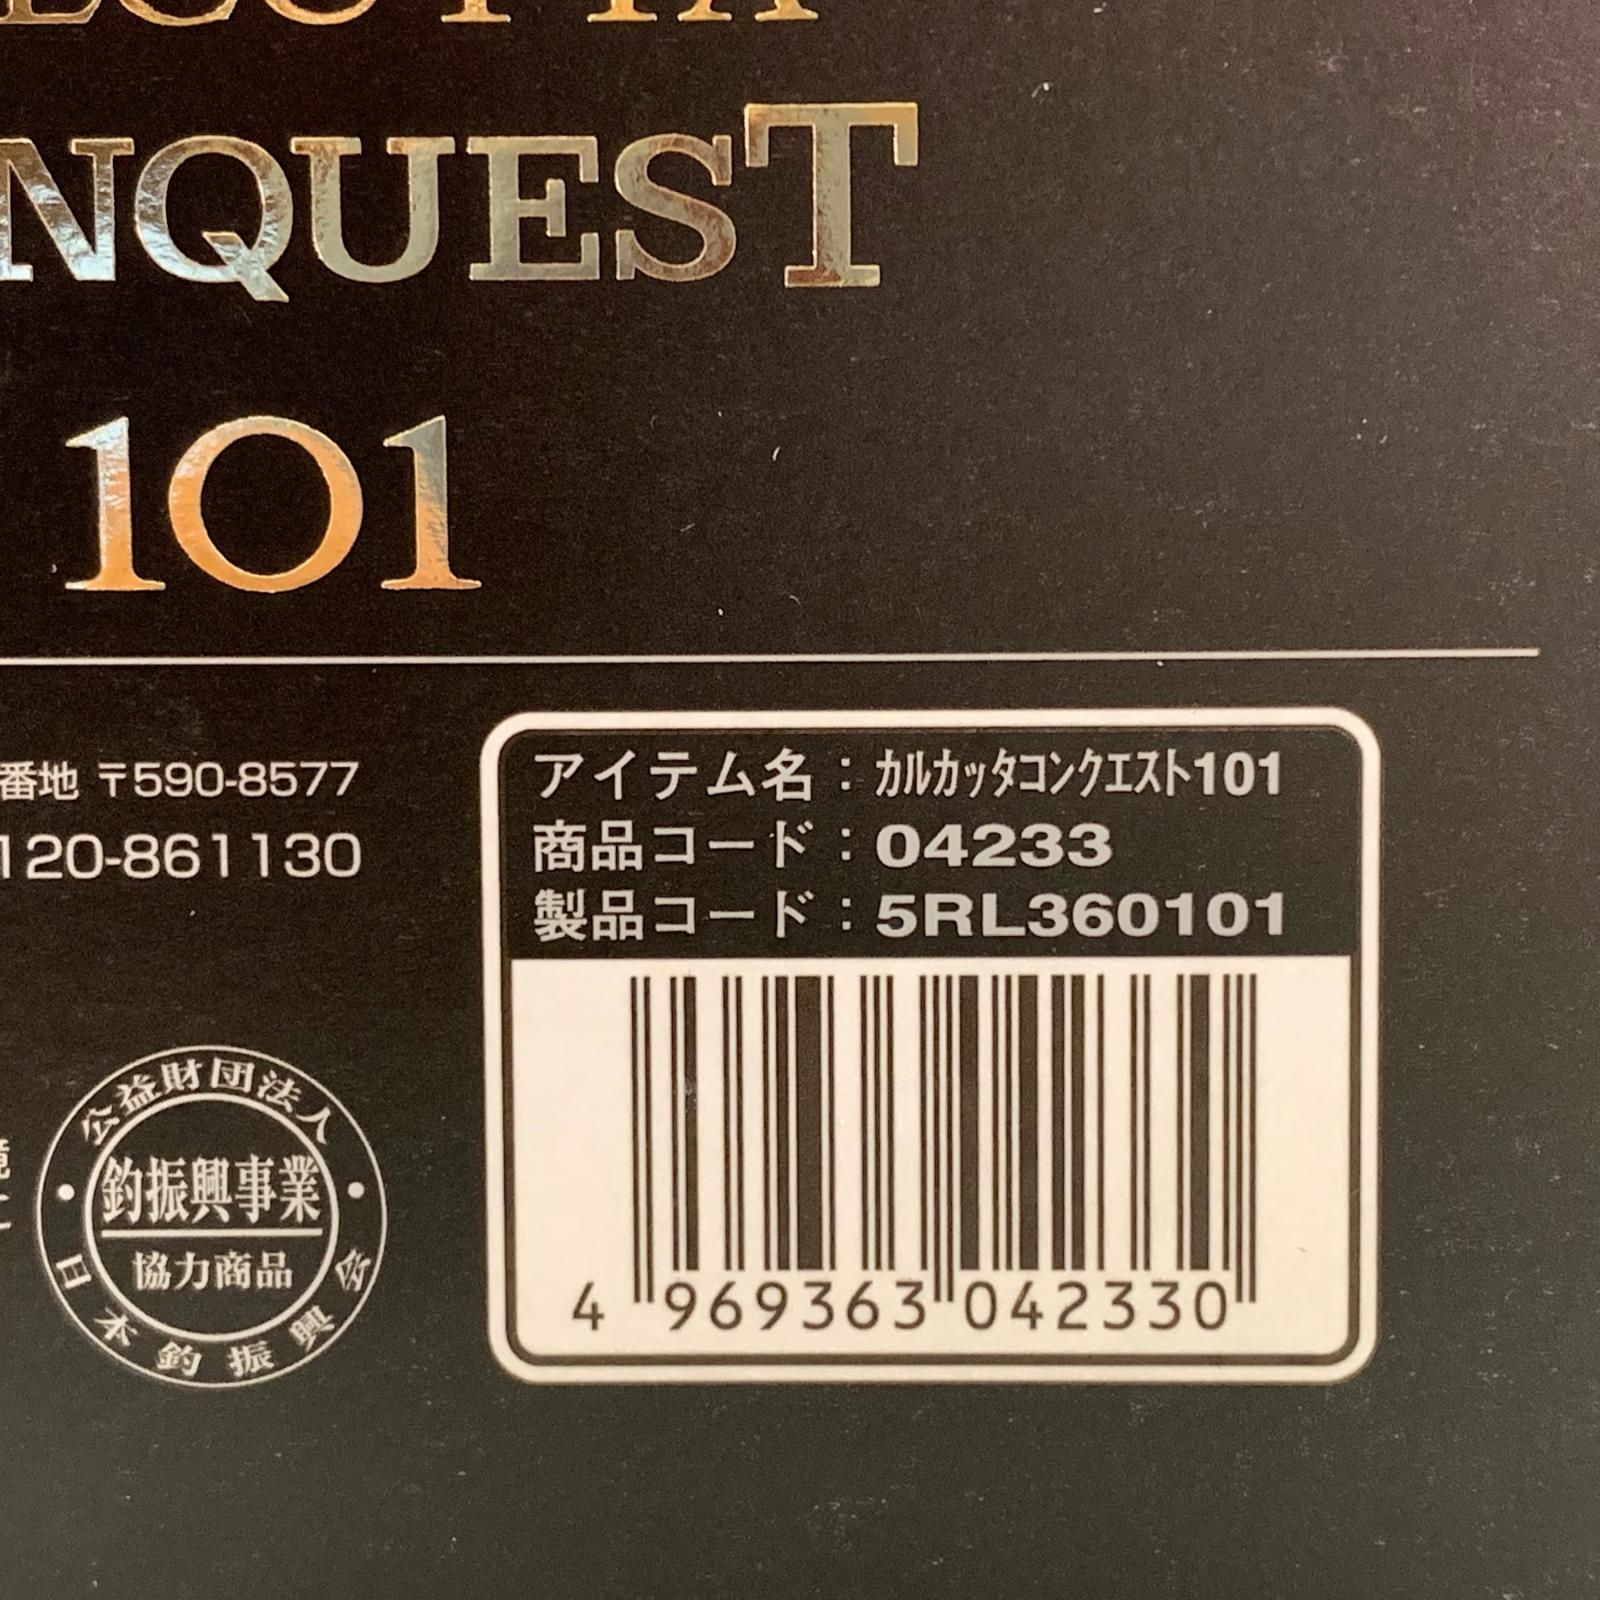 NQUEST
101
番地 〒590-8577
120-861130
アイテム名：カルカッタコンクエスト101
商品コード：04233
製品コード：5RL360101
4 969363 042330
公益財団法人
釣振興事業
協力商品
日本釣振興会